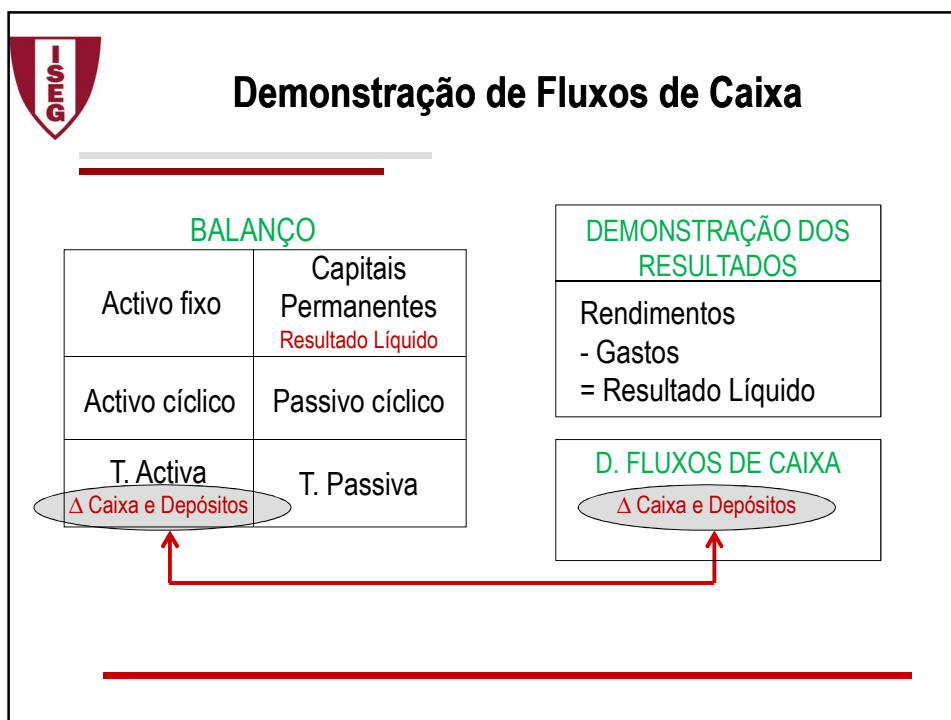 ISEG
Demonstração de Fluxos de Caixa
BALANÇO
Activo fixo
Capitais
Permanentes
Resultado Líquido
Activo cíclico
Passivo cíclico
T. Activa
∆ Caixa e Depósitos
T. Passiva
DEMONSTRAÇÃO DOS
RESULTADOS
Rendimentos
- Gastos
= Resultado Líquido
D. FLUXOS DE CAIXA
∆ Caixa e Depósitos